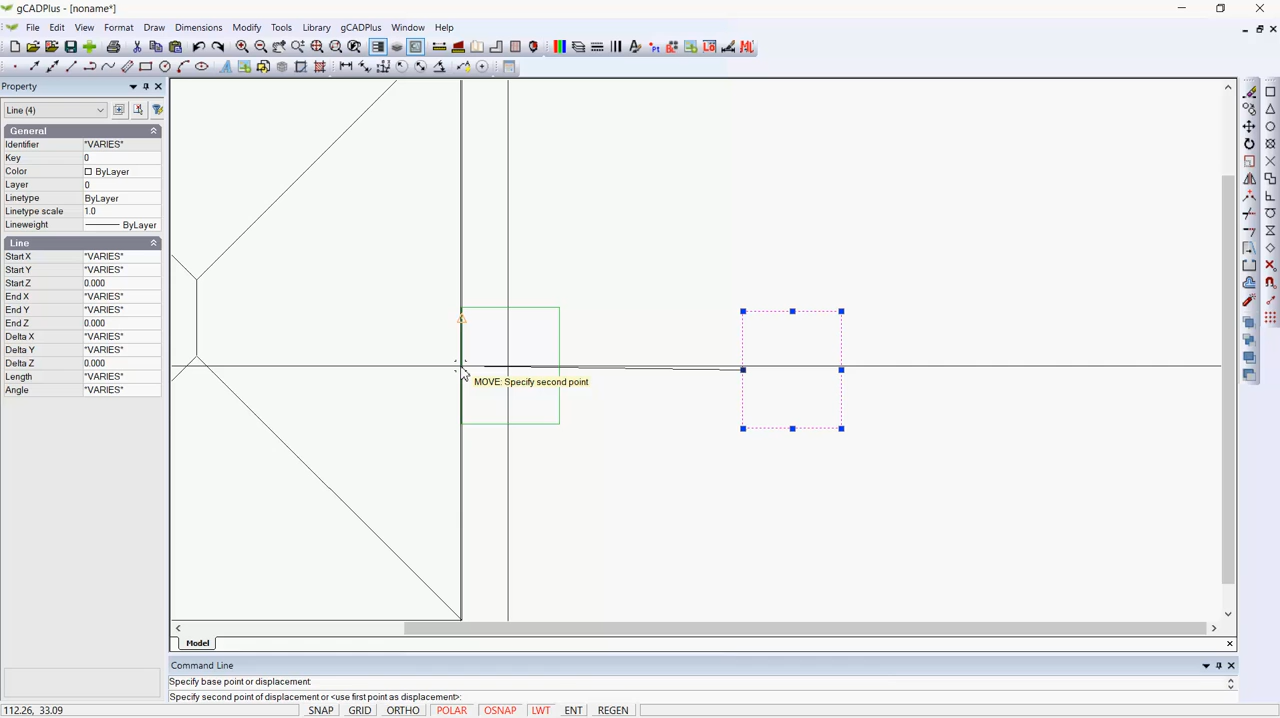 gCADPlus - [noname*]
File Edit View Format Draw Dimensions Modify Tools Library gCADPlus Window Help
Property
Line (4)
General
Identifier *VARIES*
Key 0
Color ByLayer
Layer 0
Linetype ByLayer
Linetype scale 1.0
Lineweight ByLayer
Line
Start X *VARIES*
Start Y *VARIES*
Start Z 0.000
End X *VARIES*
End Y *VARIES*
End Z 0.000
Delta X *VARIES*
Delta Y *VARIES*
Delta Z 0.000
Length *VARIES*
Angle *VARIES*
MOVE: Specify second point
Model
Command Line
Specify base point or displacement:
Specify second point of displacement or <use first point as displacement>:
112.26, 33.09 SNAP GRID ORTHO POLAR OSNAP LWT ENT REGEN